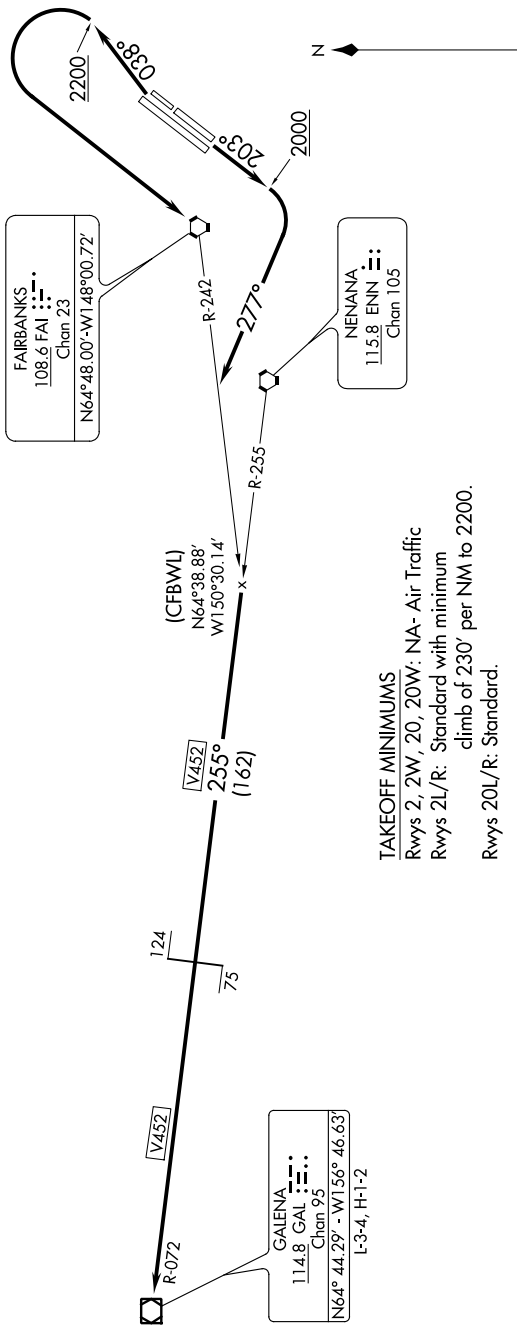 2200
038°
203°
2000
N
FAIRBANKS
108.6 FAI
Chan 23
N64°48.00'-W148°00.72'
R-242
277°
NENANA
115.8 ENN
Chan 105
R-255
(CFBWL)
N64°38.88'
W150°30.14'
x
V452
255°
(162)
124
75
V452
R-072
GALENA
114.8 GAL
Chan 95
N64° 44.29' - W156° 46.63'
L-3-4, H-1-2
TAKEOFF MINIMUMS
Rwys 2, 2W, 20, 20W: NA- Air Traffic
Rwys 2L/R: Standard with minimum
climb of 230' per NM to 2200.
Rwys 20L/R: Standard.